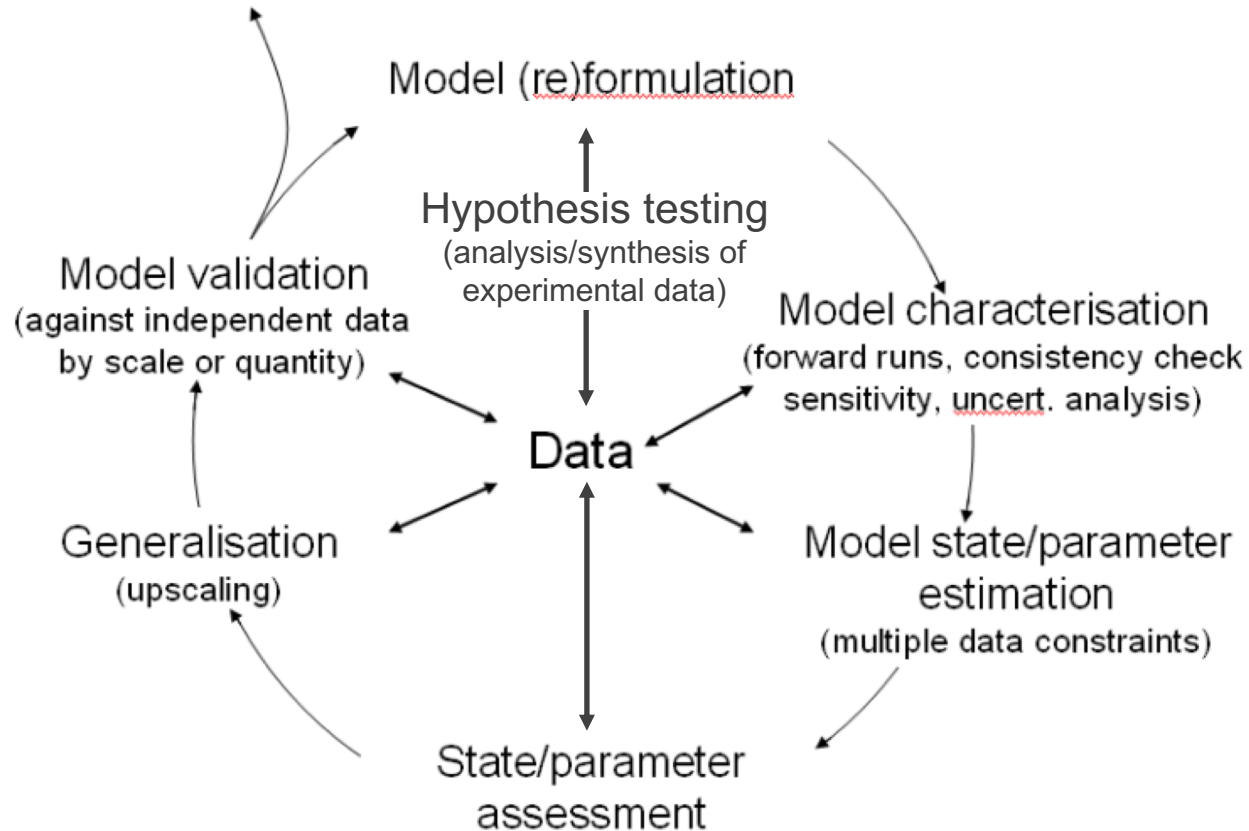 Model (re)formulation
Hypothesis testing
(analysis/synthesis of
experimental data)
Model validation
(against independent data
by scale or quantity)
Model characterisation
(forward runs, consistency check
sensitivity, uncert. analysis)
Data
Generalisation
(upscaling)
Model state/parameter
estimation
(multiple data constraints)
State/parameter
assessment